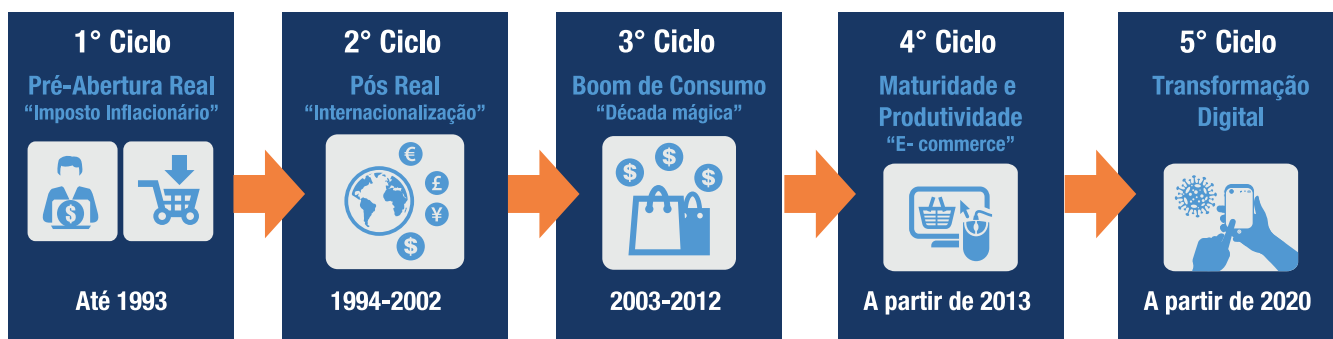 1° Ciclo
Pré-Abertura Real
“Imposto Inflacionário”
$
Até 1993
2° Ciclo
Pós Real
“Internacionalização”
€
£
¥
$
1994-2002
3° Ciclo
Boom de Consumo
“Década mágica”
$ $ $
2003-2012
4° Ciclo
Maturidade e
Produtividade
“E- commerce”
A partir de 2013
5° Ciclo
Transformação
Digital
A partir de 2020